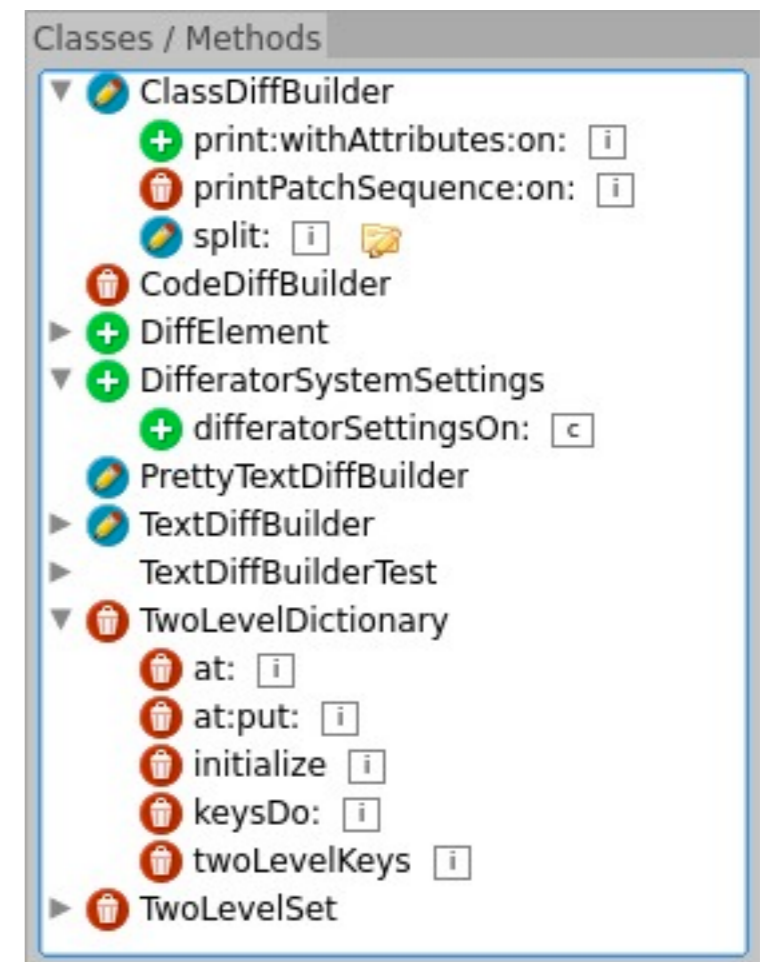 Classes / Methods
ClassDiffBuilder
print:withAttributes:on: i
printPatchSequence:on: i
split: i
CodeDiffBuilder
DiffElement
DifferatorSystemSettings
differatorSettingsOn: c
PrettyTextDiffBuilder
TextDiffBuilder
TextDiffBuilderTest
TwoLevelDictionary
at: i
at:put: i
initialize i
keysDo: i
twoLevelKeys i
TwoLevelSet